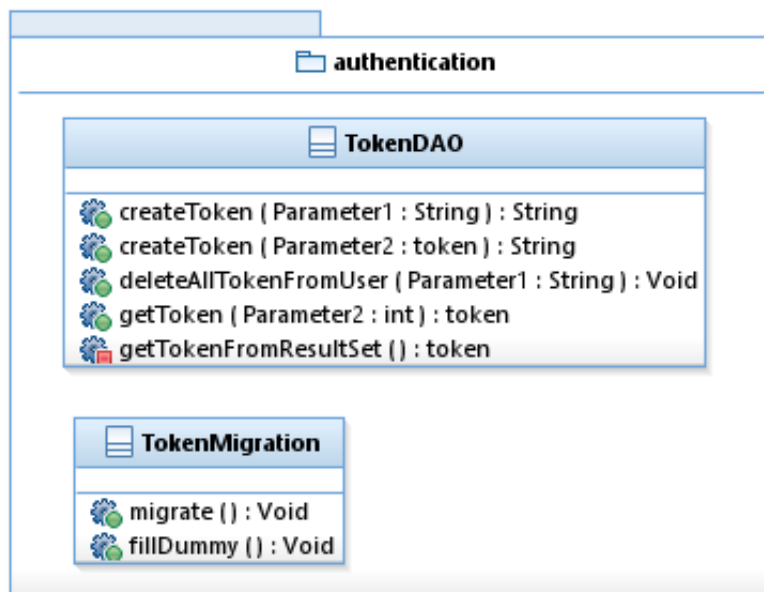 authentication
TokenDAO
createToken ( Parameter1 : String ) : String
createToken ( Parameter2 : token ) : String
deleteAllTokenFromUser ( Parameter1 : String ) : Void
getToken ( Parameter2 : int ) : token
getTokenFromResultSet ( ) : token
TokenMigration
migrate ( ) : Void
fillDummy ( ) : Void